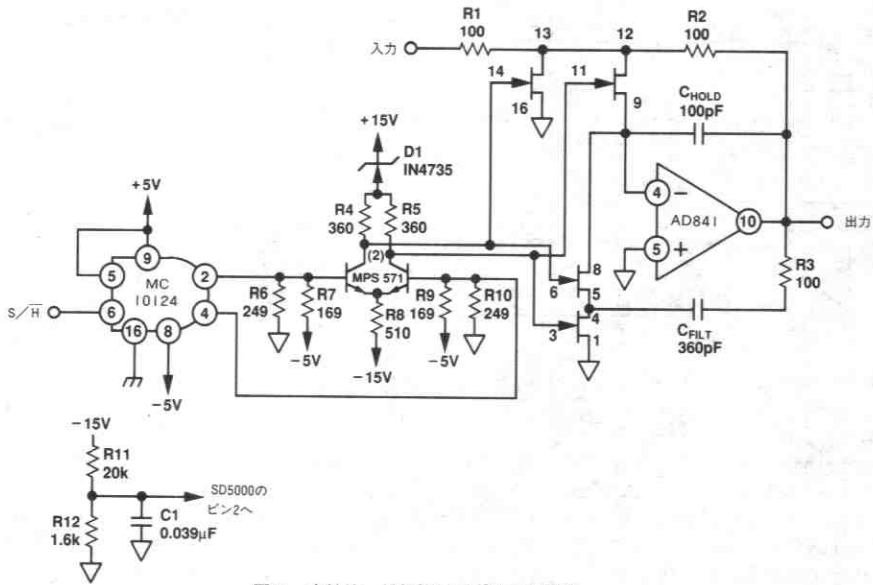 R1
100
13
12
R2
100
入力
14
11
16
9
C_HOLD
100pF
+15V
D1
IN4735
+5V
R4
360
R5
360
4 −
AD841
10
出力
5 +
9
5
MC
10124
2
(2)
MPS 571
8
6
5
R3
100
S/H̅
6
4
16
8
R6
249
R7
169
R9
169
R10
249
R8
510
3
4
1
C_FILT
360pF
−5V
−5V
−15V
−5V
−15V
R11
20k
SD5000の
ピン2へ
R12
1.6k
C1
0.039μF